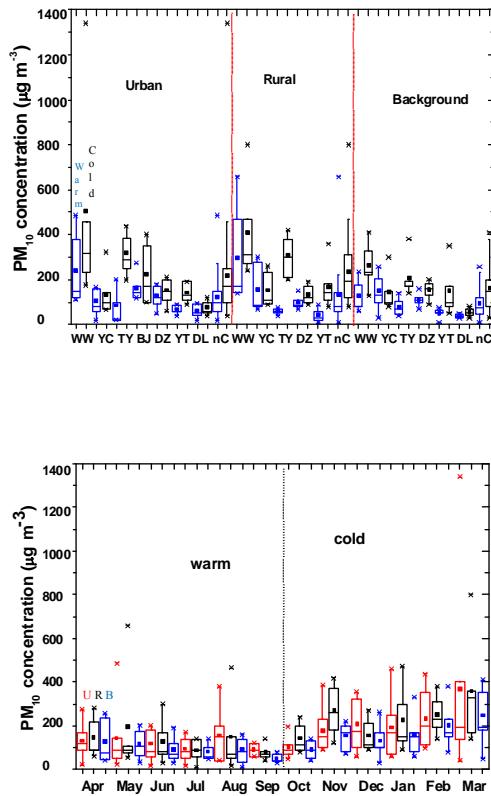 1400
1200
1000
800
600
400
200
0
PM10 concentration (μg m-3)
Urban
Rural
Background
Warm
Cold
WW YC TY BJ DZ YT DL nC WW YC TY DZ YT nC WW YC TY DZ YT DL nC
1400
1200
1000
800
600
400
200
0
PM10 concentration (μg m-3)
warm
cold
U R B
Apr May Jun Jul Aug Sep Oct Nov Dec Jan Feb Mar